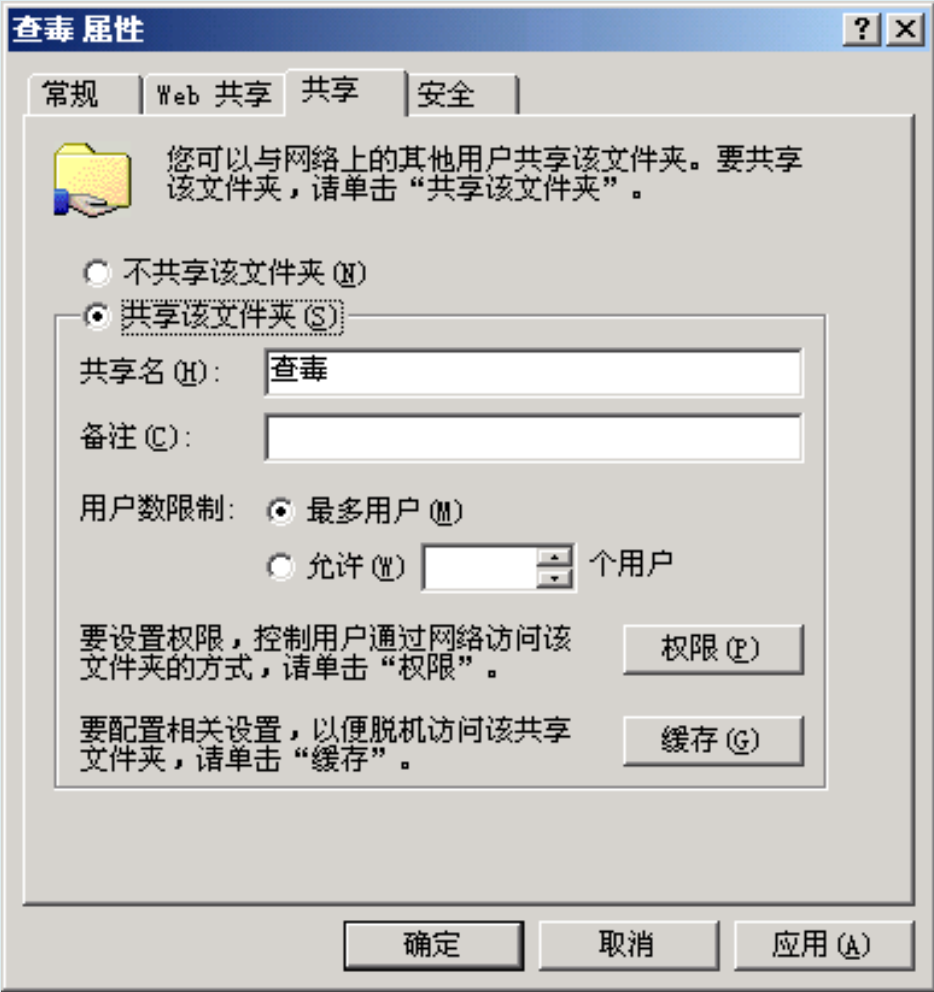 查毒 属性
常规 Web 共享 共享 安全
您可以与网络上的其他用户共享该文件夹。要共享
该文件夹，请单击“共享该文件夹”。
不共享该文件夹(N)
共享该文件夹(S)
共享名(H): 查毒
备注(C):
用户数限制: 最多用户(M)
允许(W) 个用户
要设置权限，控制用户通过网络访问该
文件夹的方式，请单击“权限”。
权限(P)
要配置相关设置，以便脱机访问该共享
文件夹，请单击“缓存”。
缓存(G)
确定 取消 应用(A)